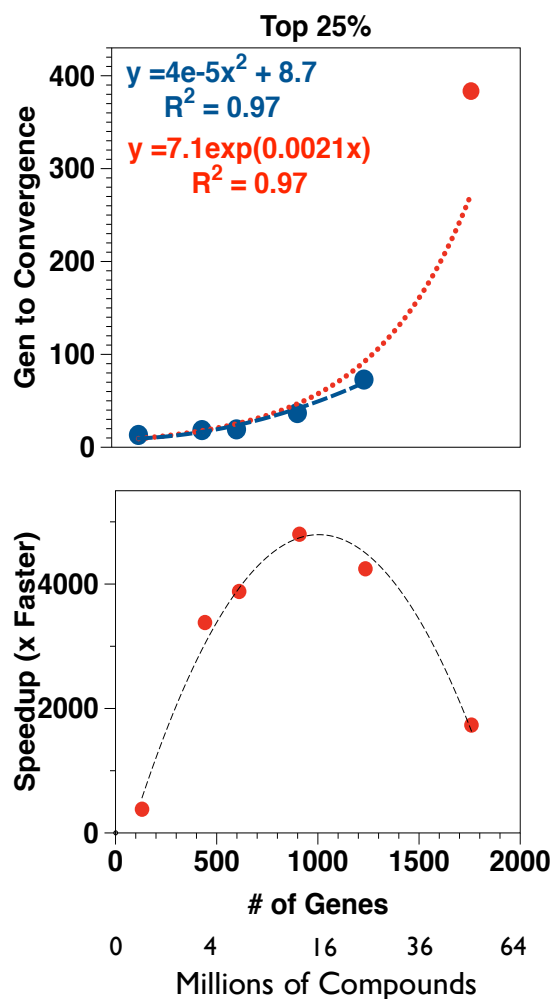 Top 25%
y =4e-5x² + 8.7
R² = 0.97
y =7.1exp(0.0021x)
R² = 0.97
Gen to Convergence
400
300
200
100
0
Speedup (x Faster)
4000
2000
0
0 500 1000 1500 2000
# of Genes
0 4 16 36 64
Millions of Compounds